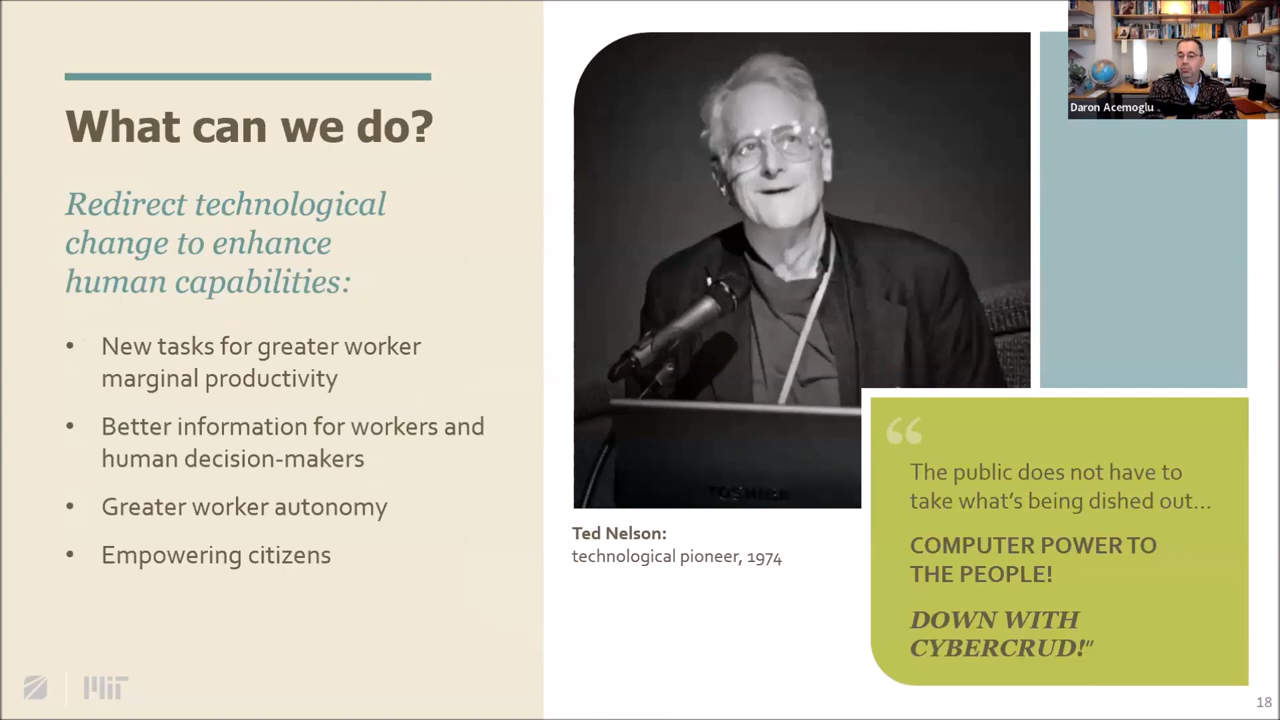 What can we do?
Redirect technological
change to enhance
human capabilities:
• New tasks for greater worker
marginal productivity
• Better information for workers and
human decision-makers
• Greater worker autonomy
• Empowering citizens
MIT
TOSHIBA
Ted Nelson:
technological pioneer, 1974
Daron Acemoglu
“
The public does not have to
take what’s being dished out...
COMPUTER POWER TO
THE PEOPLE!
DOWN WITH
CYBERCRUD!”
18